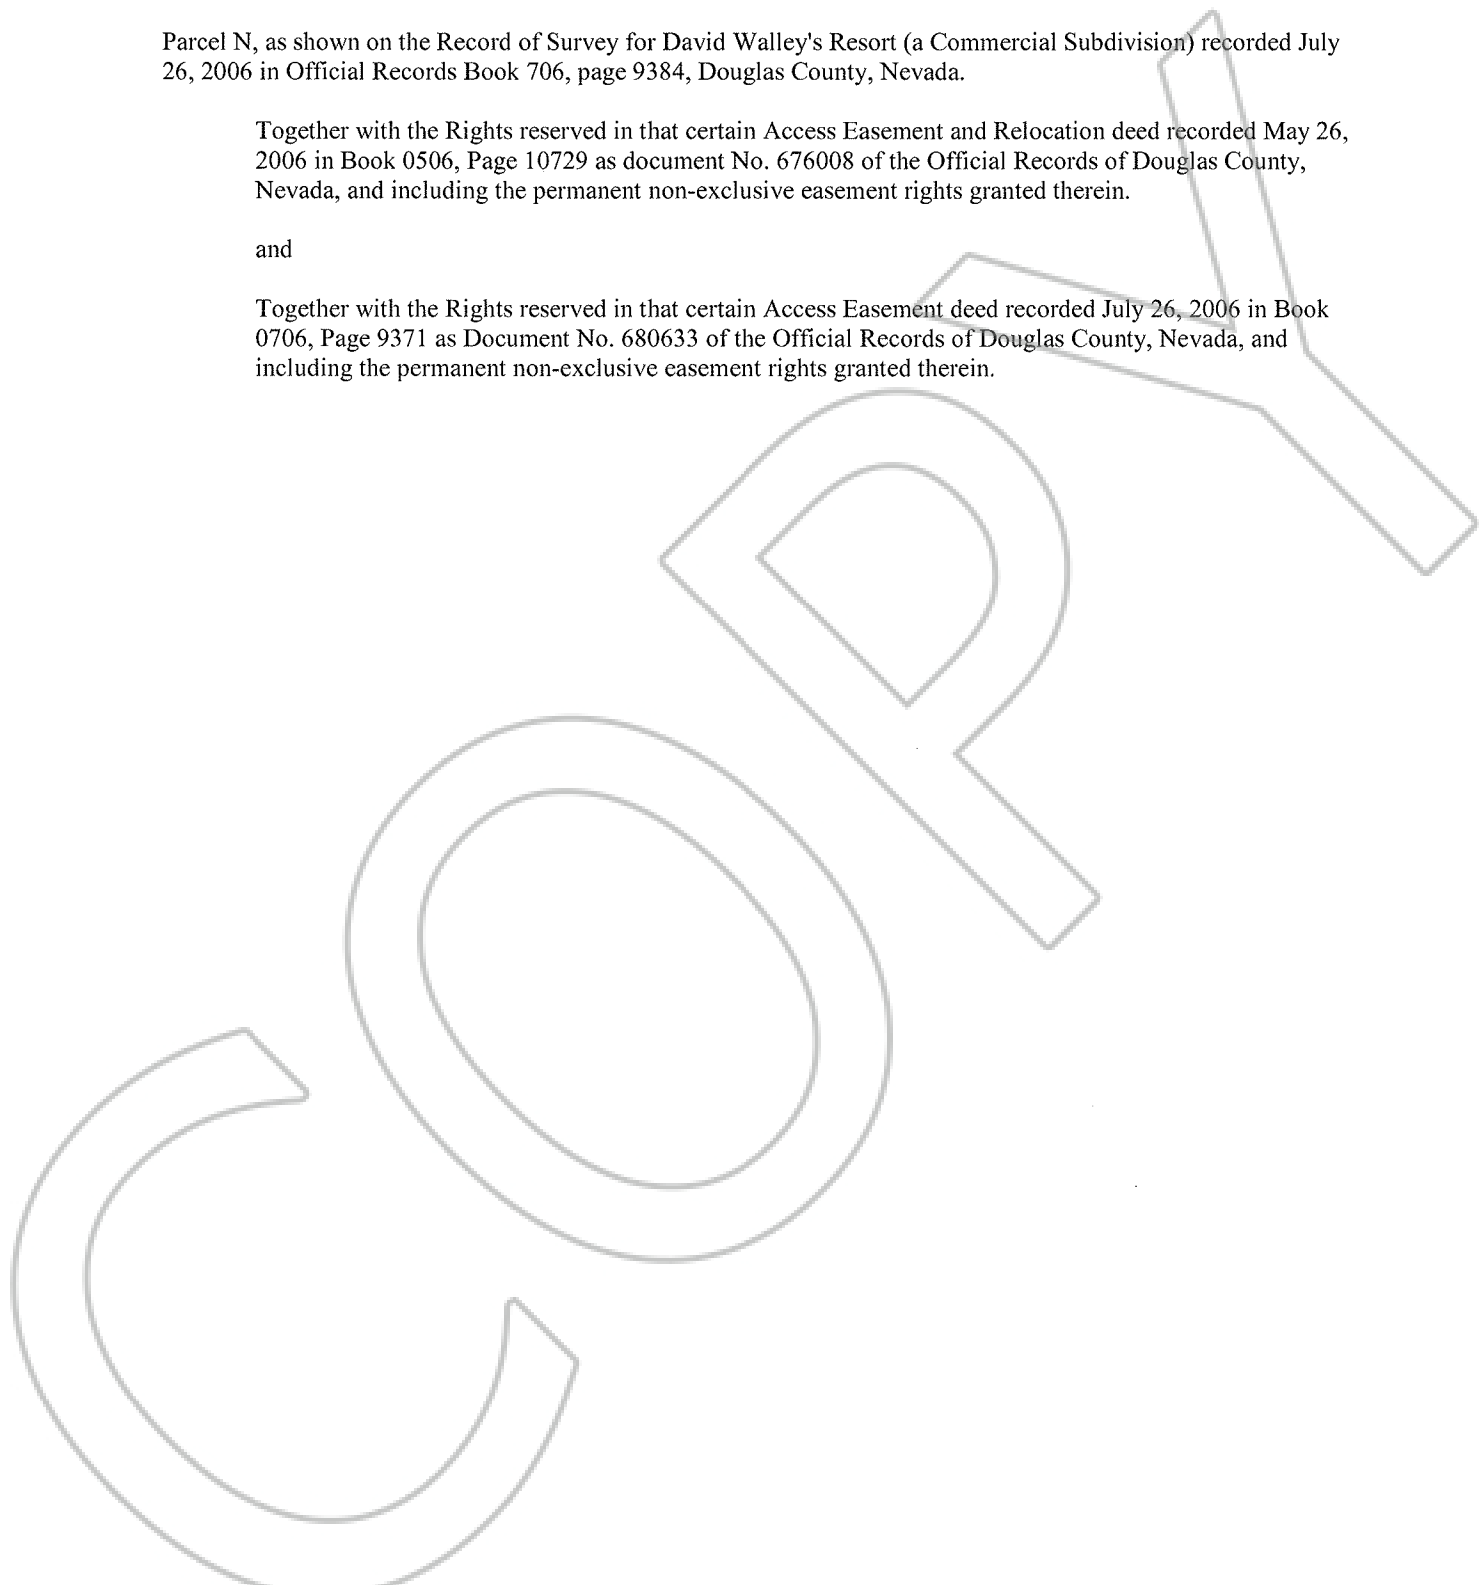 Parcel N, as shown on the Record of Survey for David Walley's Resort (a Commercial Subdivision) recorded July
26, 2006 in Official Records Book 706, page 9384, Douglas County, Nevada.
Together with the Rights reserved in that certain Access Easement and Relocation deed recorded May 26,
2006 in Book 0506, Page 10729 as document No. 676008 of the Official Records of Douglas County,
Nevada, and including the permanent non-exclusive easement rights granted therein.
and
Together with the Rights reserved in that certain Access Easement deed recorded July 26, 2006 in Book
0706, Page 9371 as Document No. 680633 of the Official Records of Douglas County, Nevada, and
including the permanent non-exclusive easement rights granted therein.
COPY